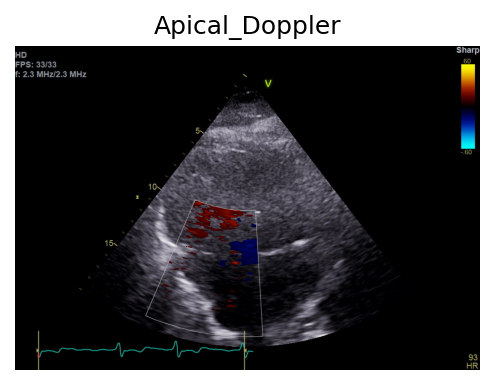 Apical_Doppler
HD
FPS: 33/33
f: 2.3 MHz/2.3 MHz
Sharp
60
V
5
10
15
-60
93
HR